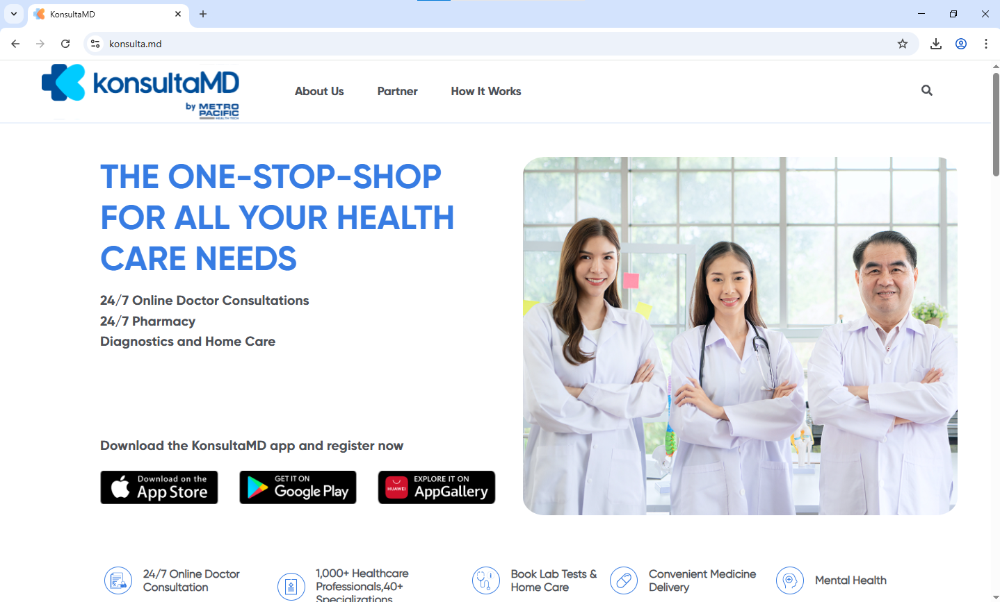 KonsultaMD
konsulta.md
konsultaMD
by METRO
PACIFIC
HEALTH TECH
About Us
Partner
How It Works
THE ONE-STOP-SHOP
FOR ALL YOUR HEALTH
CARE NEEDS
24/7 Online Doctor Consultations
24/7 Pharmacy
Diagnostics and Home Care
Download the KonsultaMD app and register now
Download on the
App Store
GET IT ON
Google Play
HUAWEI
EXPLORE IT ON
AppGallery
24/7 Online Doctor
Consultation
1,000+ Healthcare
Professionals,40+
Specializations
Book Lab Tests &
Home Care
Convenient Medicine
Delivery
Mental Health